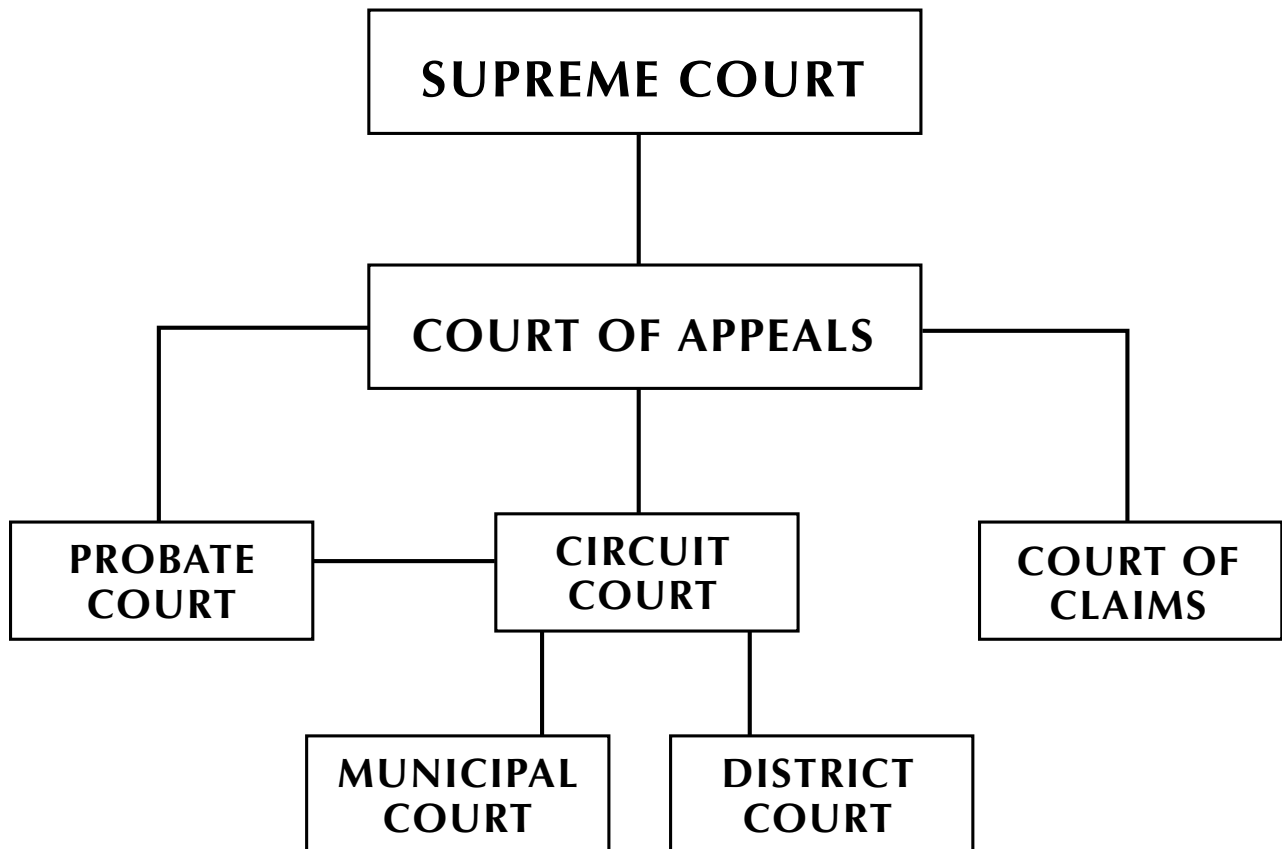 SUPREME COURT
COURT OF APPEALS
PROBATE
COURT
CIRCUIT
COURT
COURT OF
CLAIMS
MUNICIPAL
COURT
DISTRICT
COURT